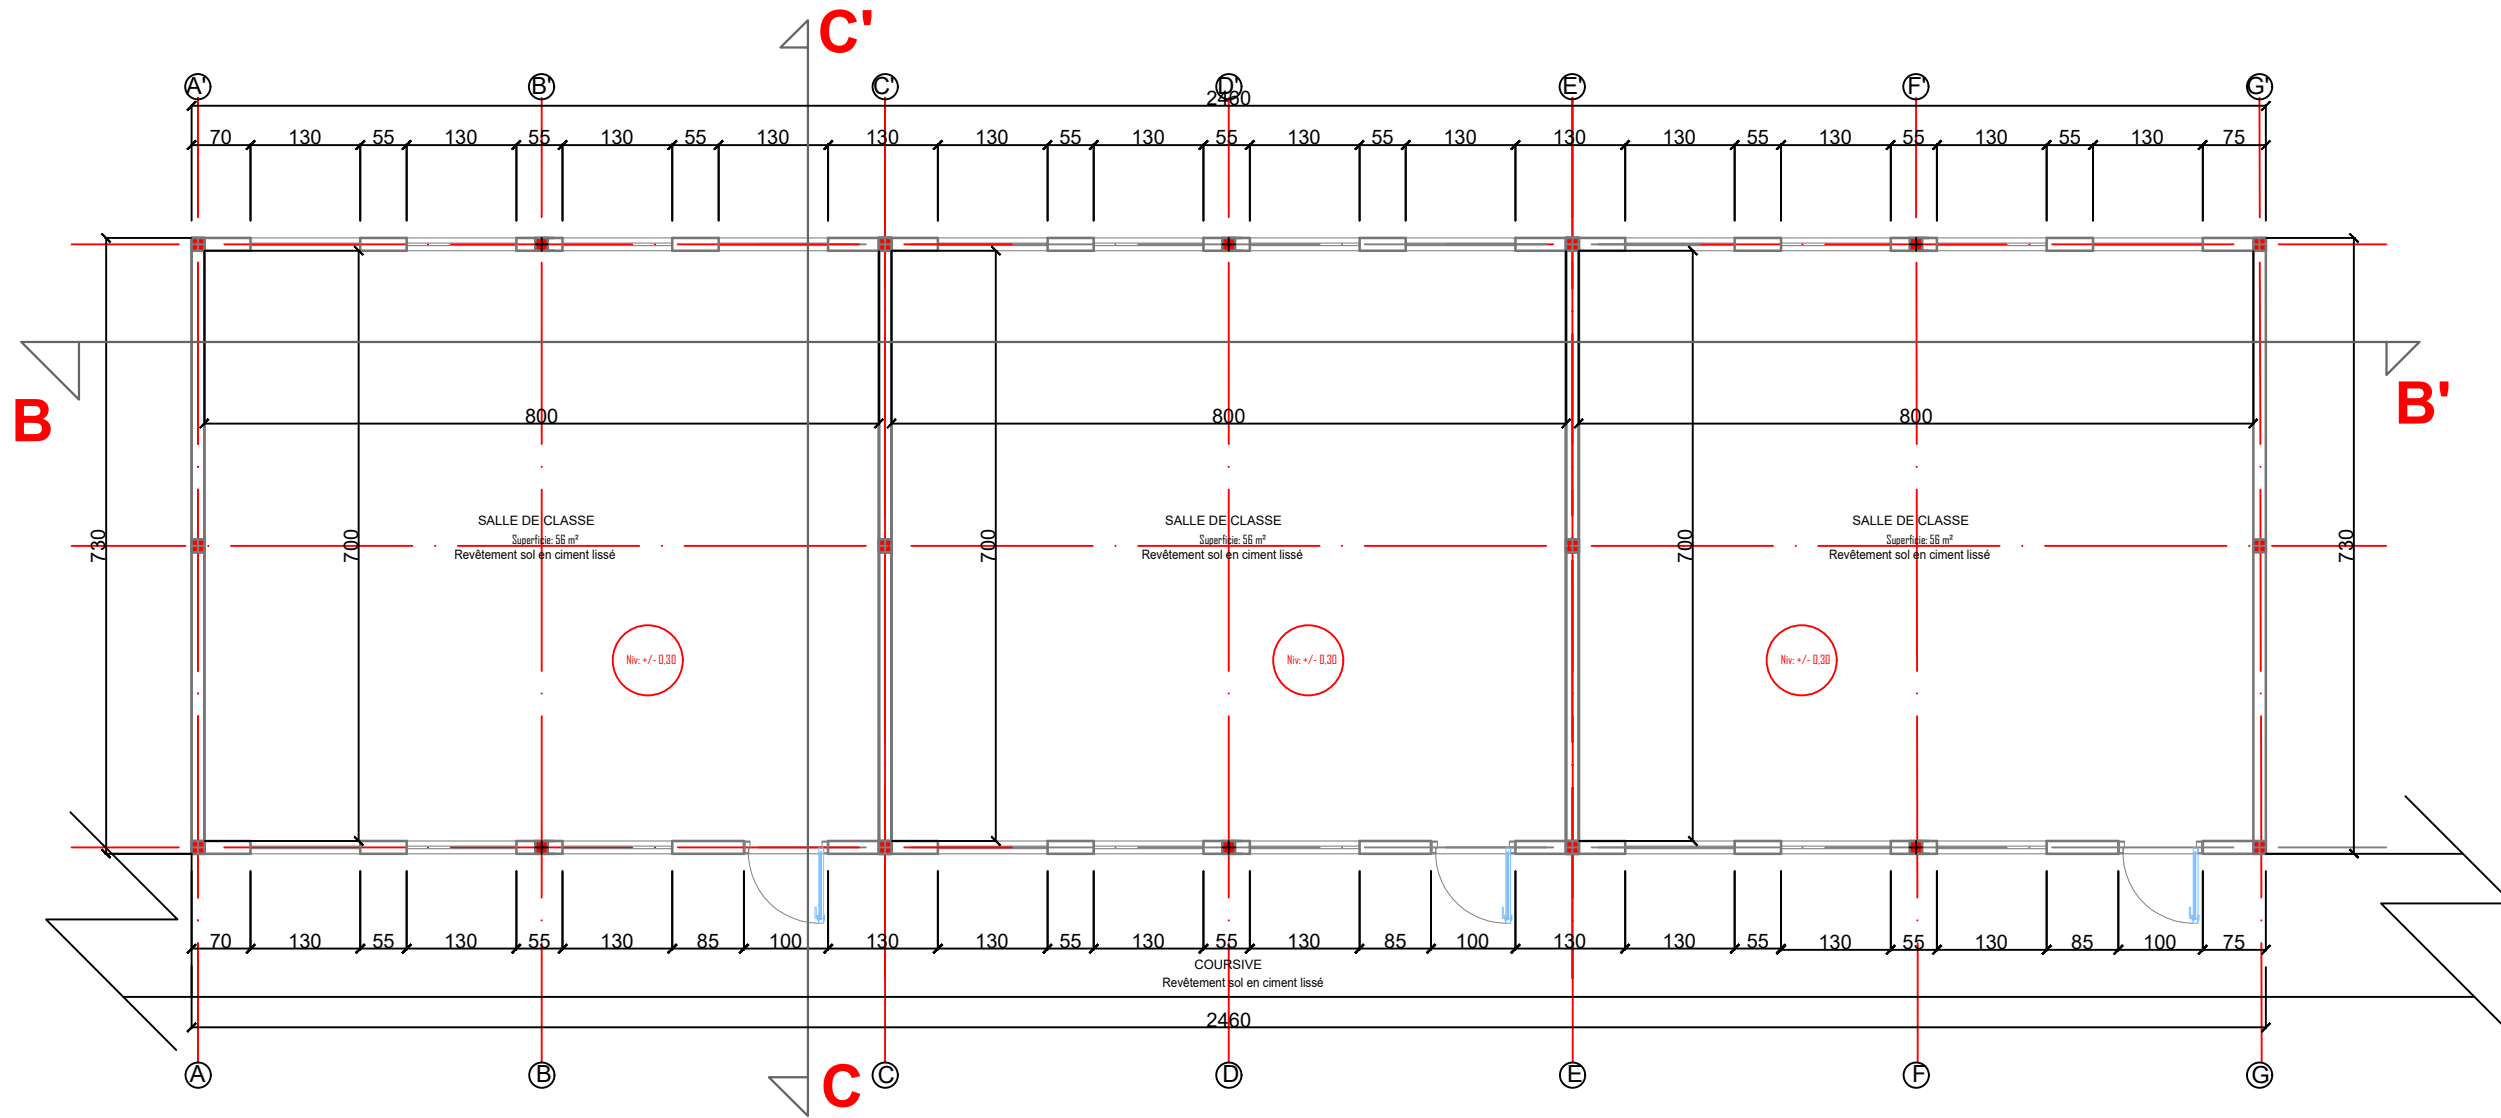 C'
A' B' C' D' E' F' G'
2460
70 130 55 130 55 130 55 130 130 130 55 130 55 130 55 130 130 130 55 130 55 130 55 130 75
B B'
800 800 800
730 700 700 700 730
SALLE DE CLASSE
Superficie: 56 m²
Revêtement sol en ciment lissé
SALLE DE CLASSE
Superficie: 56 m²
Revêtement sol en ciment lissé
SALLE DE CLASSE
Superficie: 56 m²
Revêtement sol en ciment lissé
Niv: +/- 0,30
Niv: +/- 0,30
Niv: +/- 0,30
70 130 55 130 55 130 85 100 130 130 55 130 55 130 85 100 130 130 55 130 55 130 85 100 75
COURSIVE
Revêtement sol en ciment lissé
2460
A B C D E F G
C